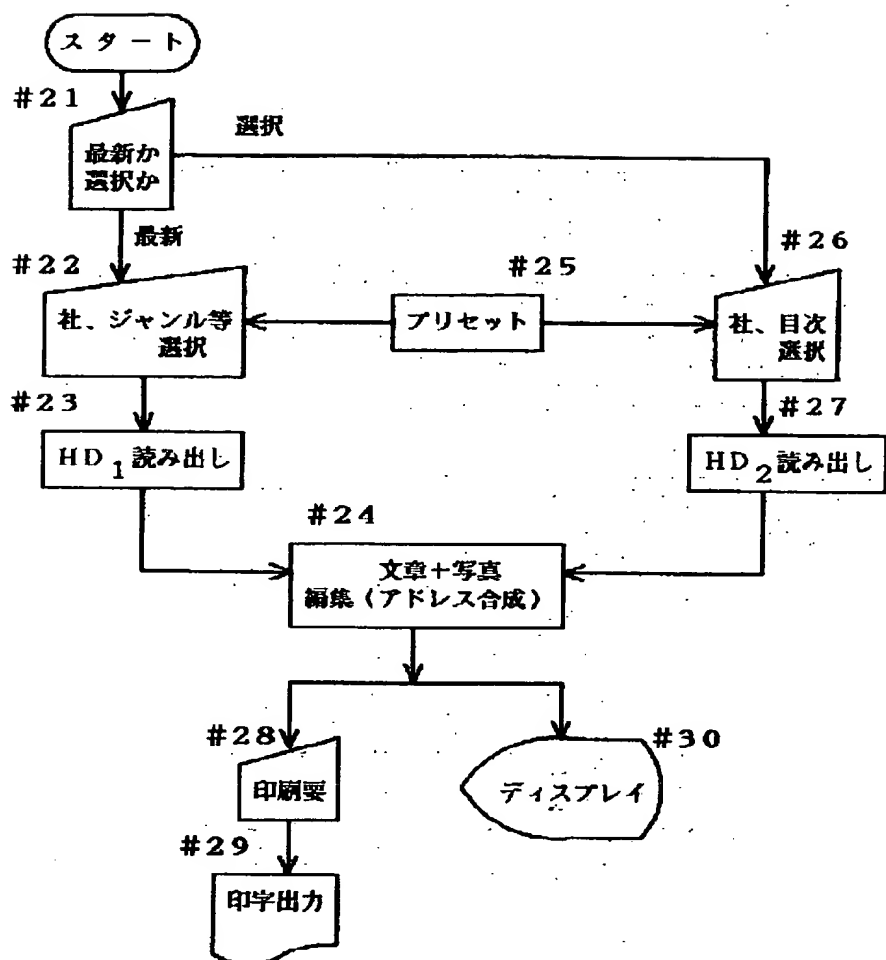 スタート
#21
最新か
選択か
選択
最新
#22
社、ジャンル等
選択
#25
プリセット
#26
社、目次
選択
#23
HD1読み出し
#27
HD2読み出し
#24
文章+写真
編集(アドレス合成)
#28
印刷要
#30
ディスプレイ
#29
印字出力